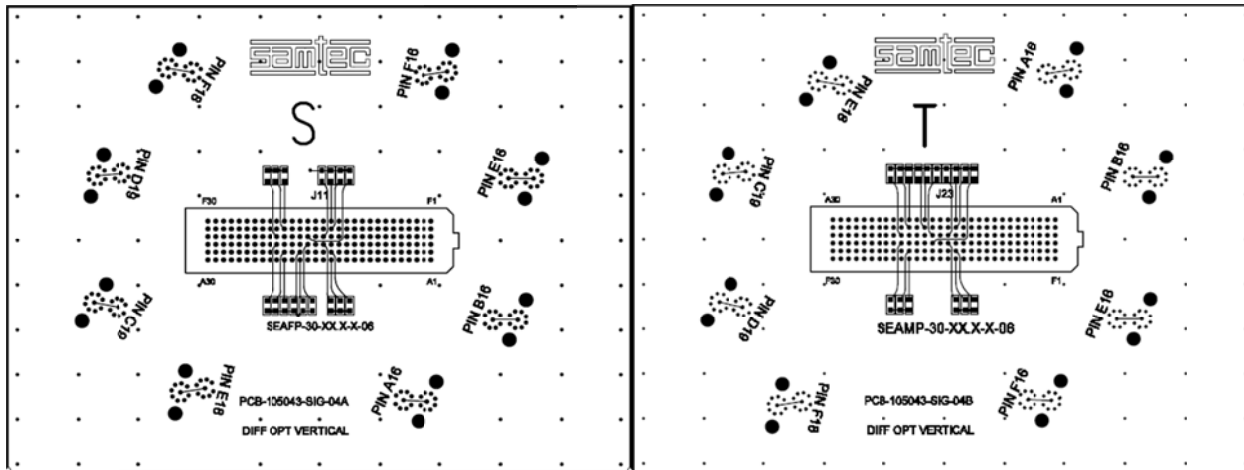 samtec
PIN F18
PIN F16
S
PIN D19
PIN E16
J11
F30
F1
A30
A1
PIN C19
PIN B16
SEAFP-30-XX.X-X-06
PIN E18
PIN A16
PCB-105043-SIG-04A
DIFF OPT VERTICAL
samtec
PIN E18
PIN A16
T
PIN C19
PIN B16
J23
A30
A1
F30
F1
PIN D19
PIN E16
SEAMP-30-XX.X-X-06
PIN F18
PIN F16
PCB-105043-SIG-04B
DIFF OPT VERTICAL